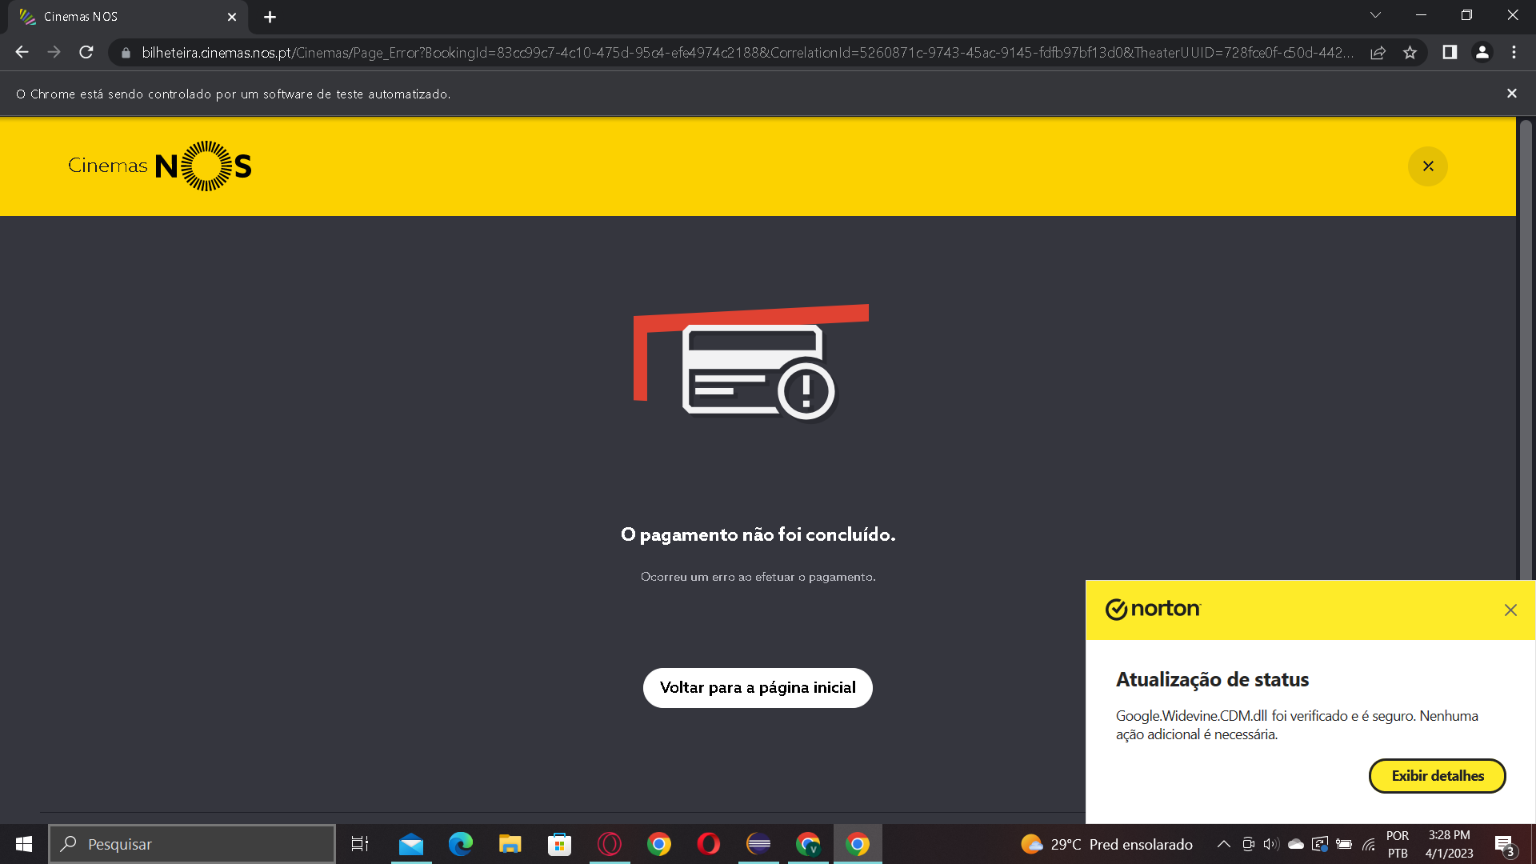 Cinemas NOS
bilheteira.cinemas.nos.pt/Cinemas/Page_Error?BookingId=83cc99c7-4c10-475d-95c4-efe4974c2188&CorrelationId=5260871c-9743-45ac-9145-fdfb97bf13d0&TheaterUUID=728fce0f-c50d-442...
O Chrome está sendo controlado por um software de teste automatizado.
Cinemas NOS
O pagamento não foi concluído.
Ocorreu um erro ao efetuar o pagamento.
Voltar para a página inicial
norton
Atualização de status
Google.Widevine.CDM.dll foi verificado e é seguro. Nenhuma
ação adicional é necessária.
Exibir detalhes
Pesquisar
29°C Pred ensolarado
POR
PTB
3:28 PM
4/1/2023
3